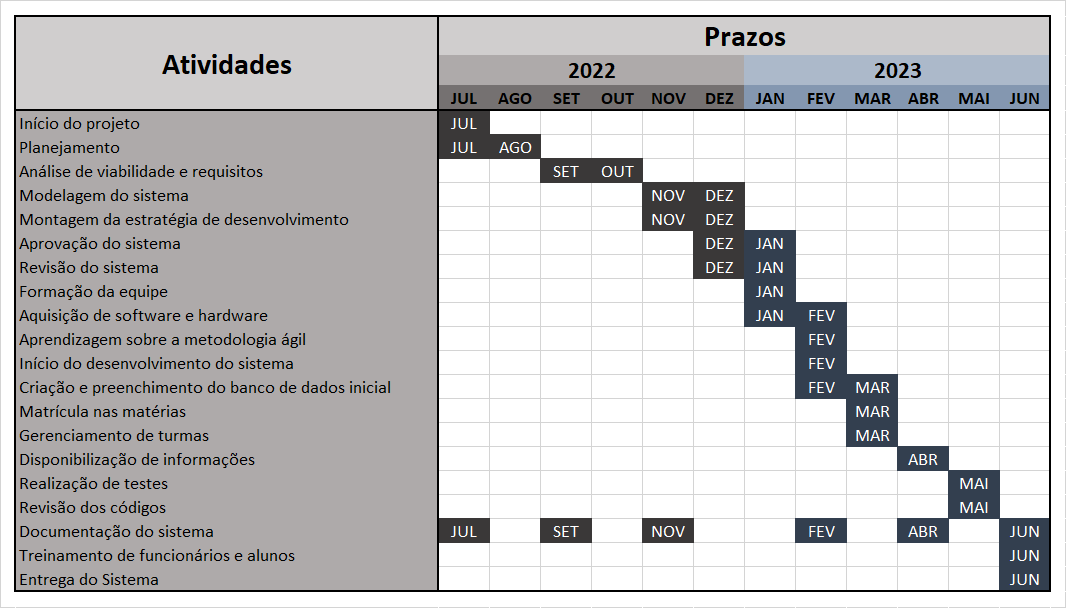 Atividades
Prazos
2022 2023
JUL AGO SET OUT NOV DEZ JAN FEV MAR ABR MAI JUN
Início do projeto JUL
Planejamento JUL AGO
Análise de viabilidade e requisitos SET OUT
Modelagem do sistema NOV DEZ
Montagem da estratégia de desenvolvimento NOV DEZ
Aprovação do sistema DEZ JAN
Revisão do sistema DEZ JAN
Formação da equipe JAN
Aquisição de software e hardware JAN FEV
Aprendizagem sobre a metodologia ágil FEV
Início do desenvolvimento do sistema FEV
Criação e preenchimento do banco de dados inicial FEV MAR
Matrícula nas matérias MAR
Gerenciamento de turmas MAR
Disponibilização de informações ABR
Realização de testes MAI
Revisão dos códigos MAI
Documentação do sistema JUL SET NOV FEV ABR JUN
Treinamento de funcionários e alunos JUN
Entrega do Sistema JUN